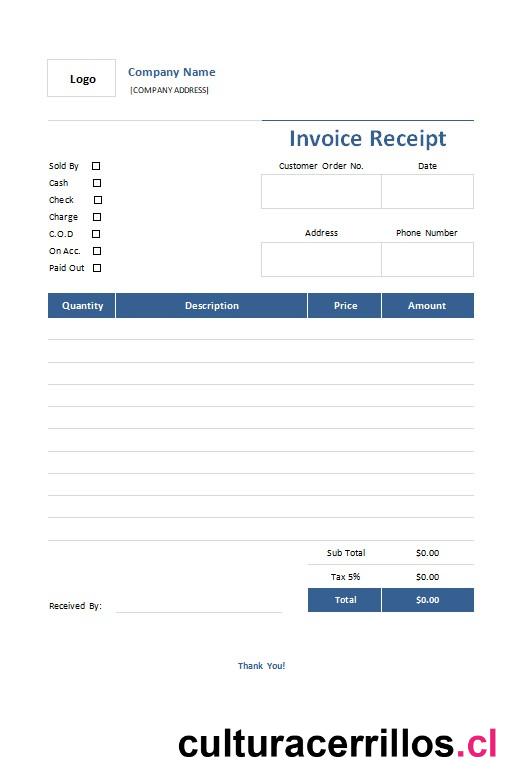 Logo
Company Name
[COMPANY ADDRESS]
Invoice Receipt
Sold By
Customer Order No. Date
Cash
Check
Charge
C.O.D
Address Phone Number
On Acc.
Paid Out
Quantity Description Price Amount
Sub Total $0.00
Tax 5% $0.00
Total $0.00
Received By:
Thank You!
culturacerrillos.cl